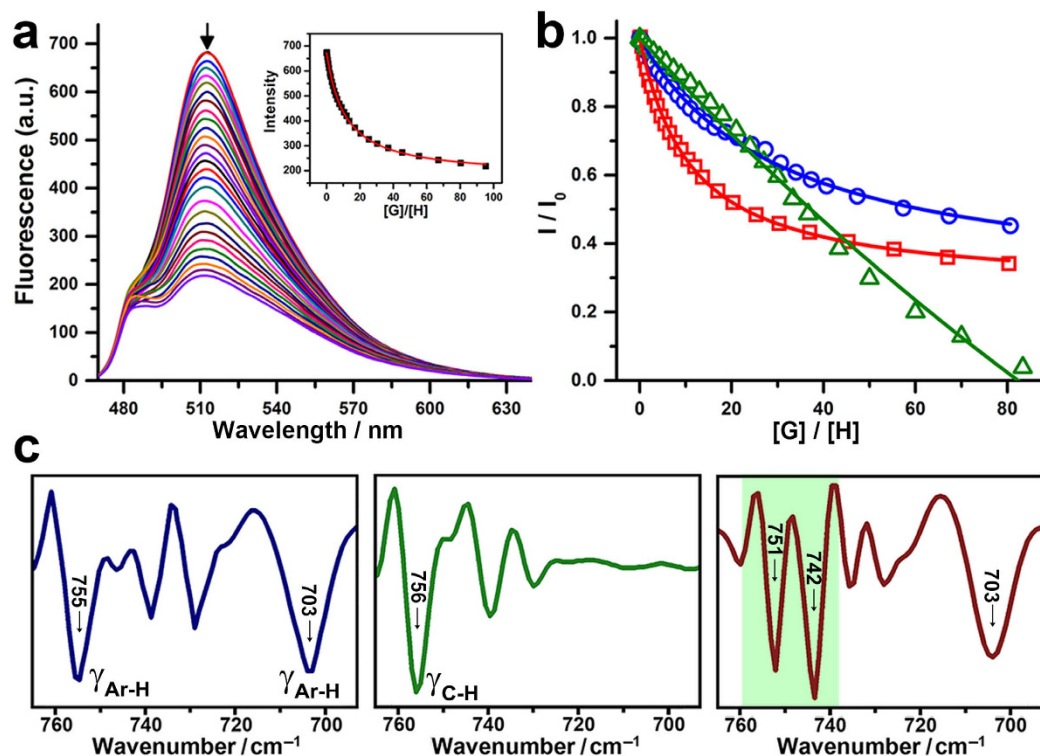 a
Fluorescence (a.u.)
700
600
500
400
300
200
100
0
480 510 540 570 600 630
Wavelength / nm
Intensity
700
600
500
400
300
200
0 20 40 60 80 100
[G]/[H]
b
I / I0
1.0
0.8
0.6
0.4
0.2
0.0
0 20 40 60 80
[G] / [H]
c
755
703
γAr-H
γAr-H
760 740 720 700
Wavenumber / cm–1
756
γC-H
760 740 720 700
Wavenumber / cm–1
751
742
703
760 740 720 700
Wavenumber / cm–1